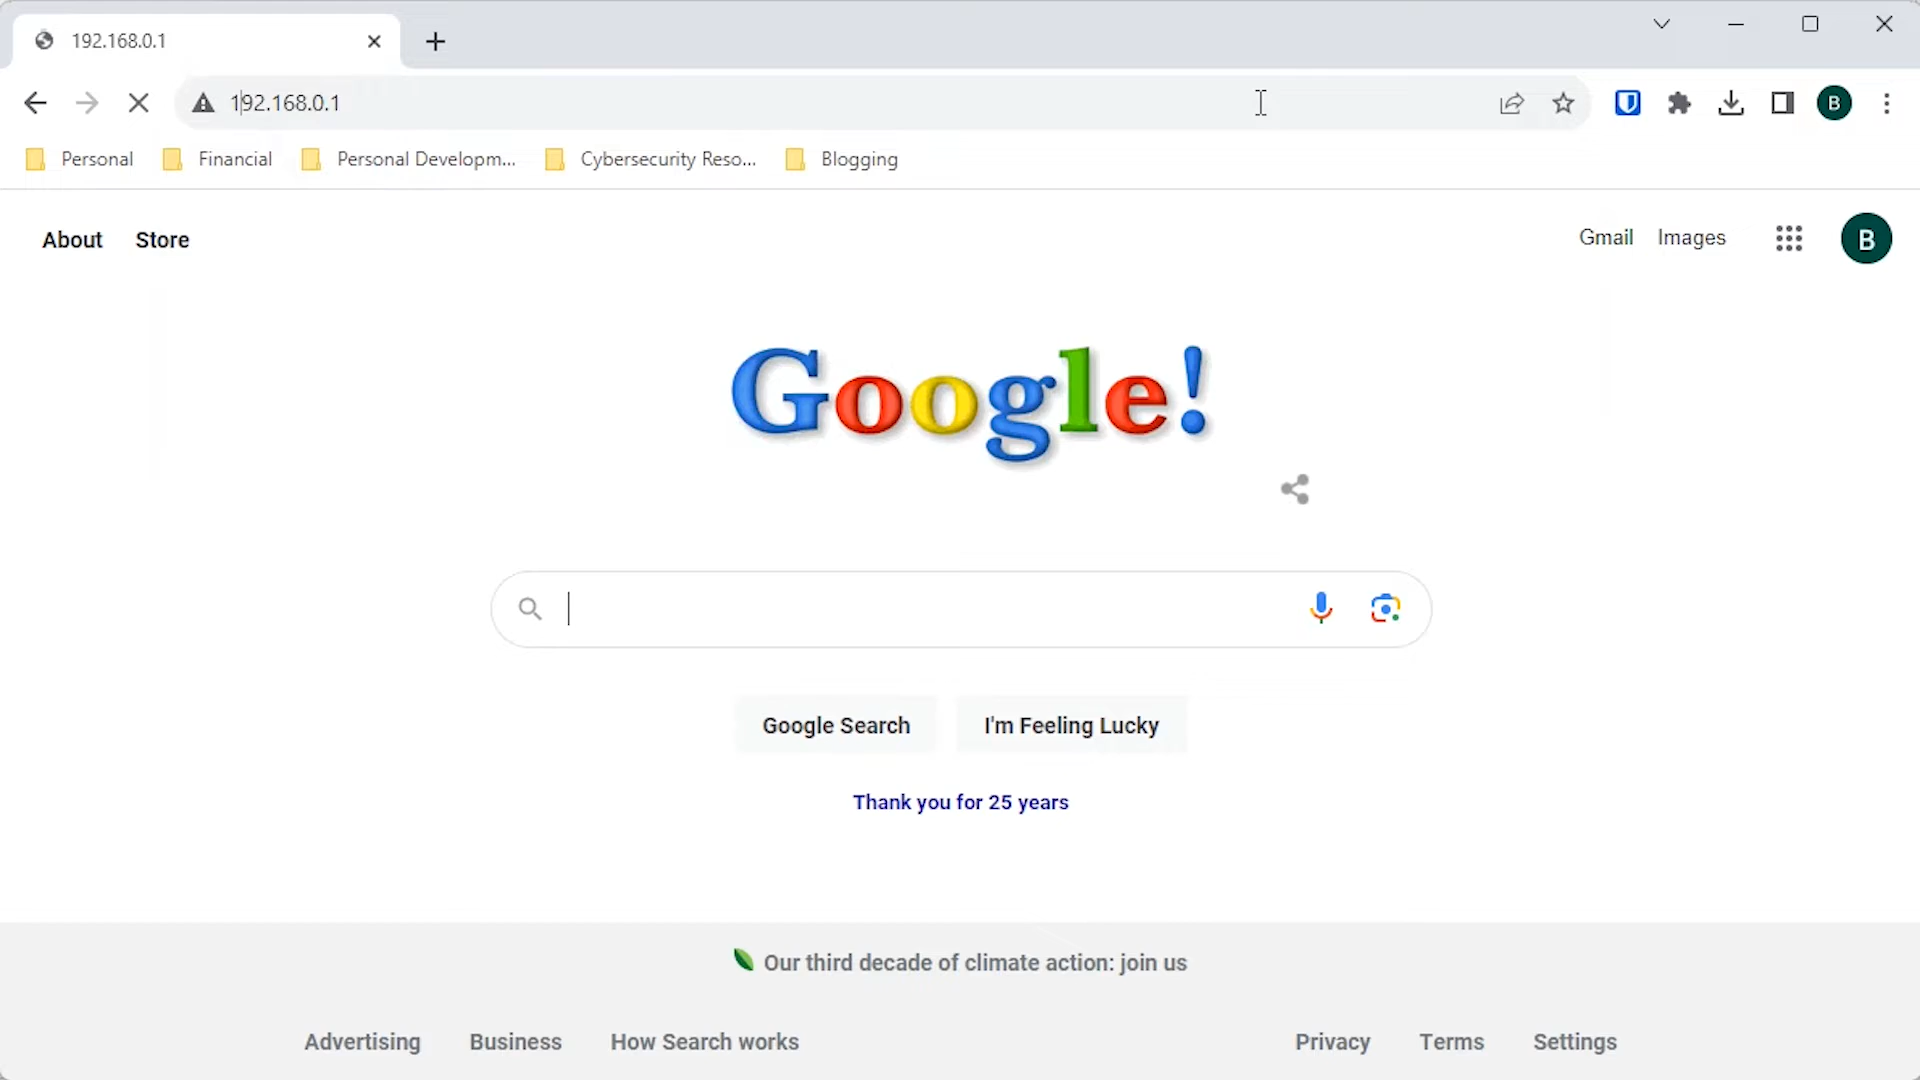 192.168.0.1
192.168.0.1
B
Personal Financial Personal Developm... Cybersecurity Reso... Blogging
About Store Gmail Images B
Google!
Google Search I'm Feeling Lucky
Thank you for 25 years
Our third decade of climate action: join us
Advertising Business How Search works Privacy Terms Settings